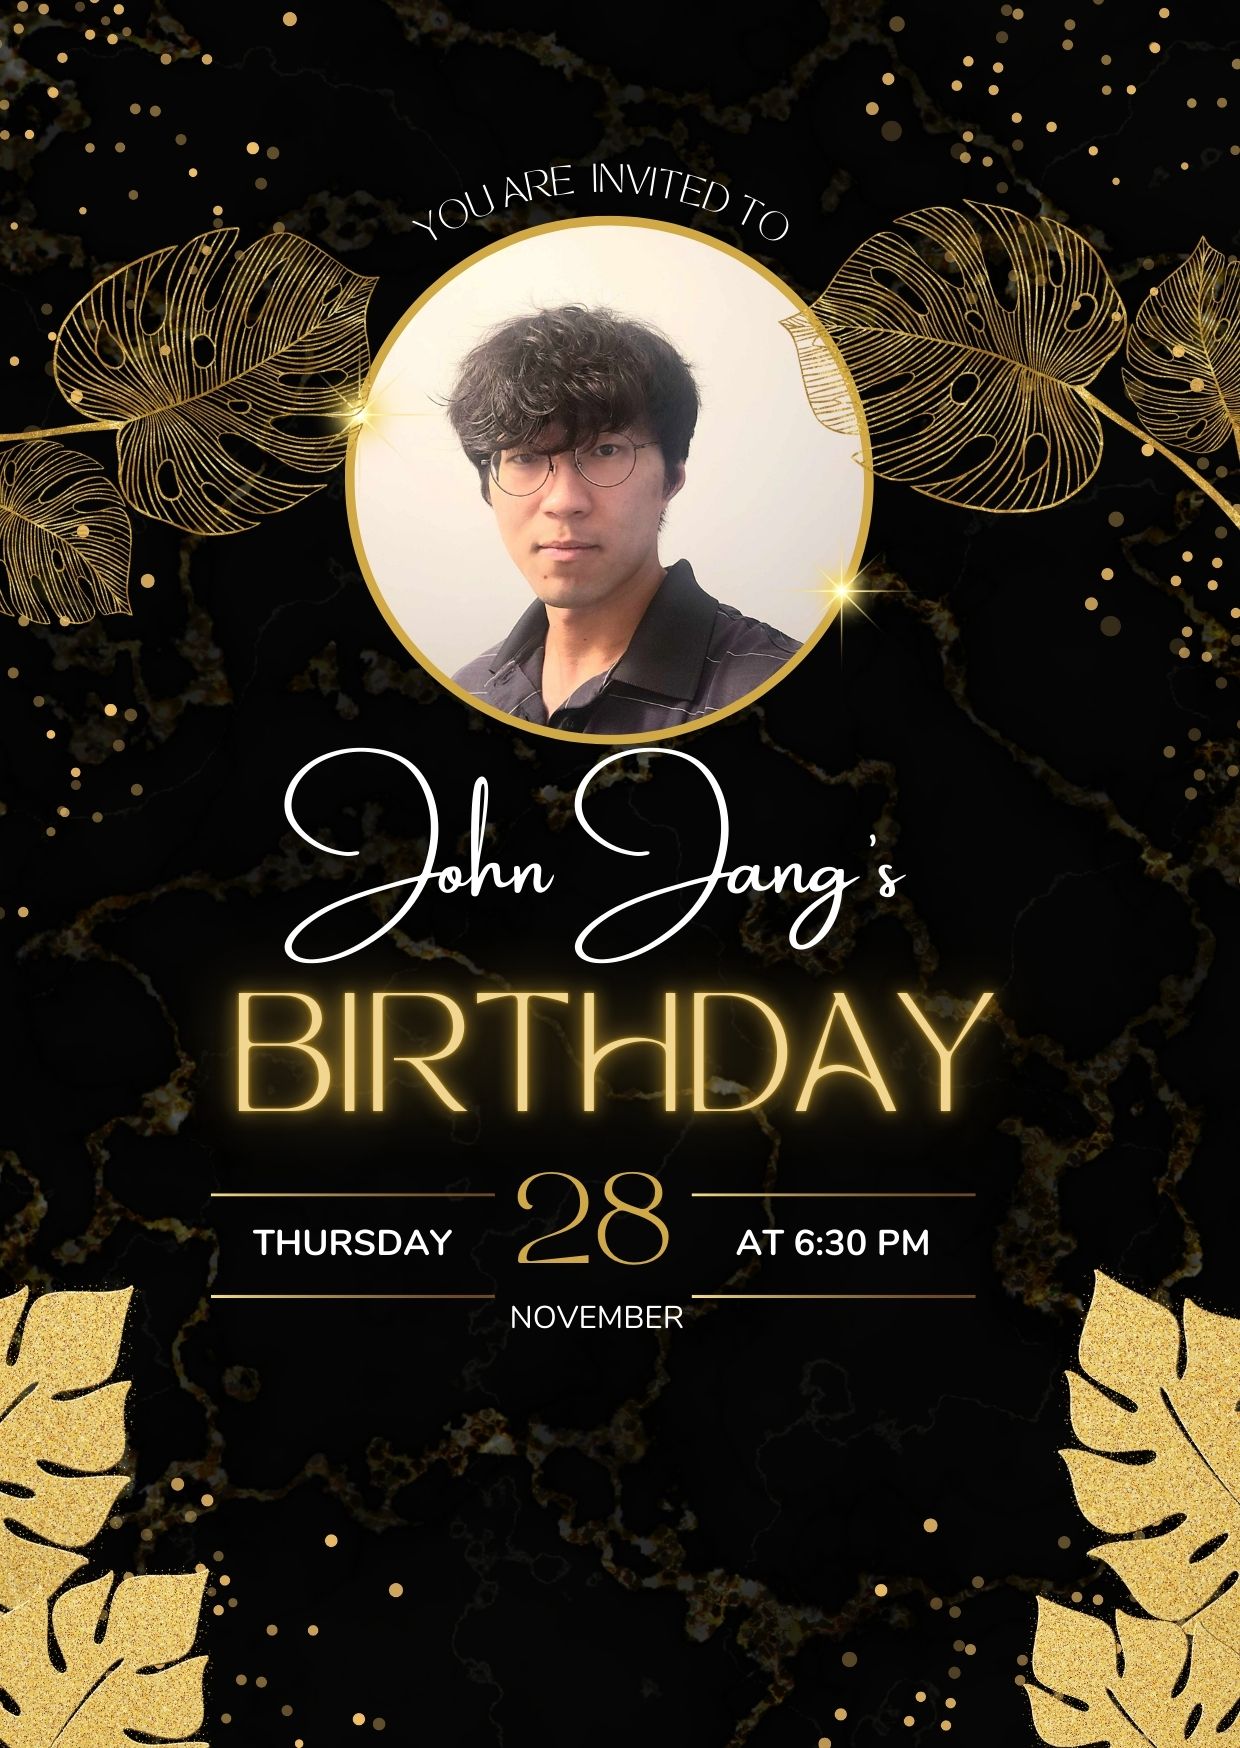 YOU ARE INVITED TO
John Jang's
BIRTHDAY
THURSDAY
28
AT 6:30 PM
NOVEMBER